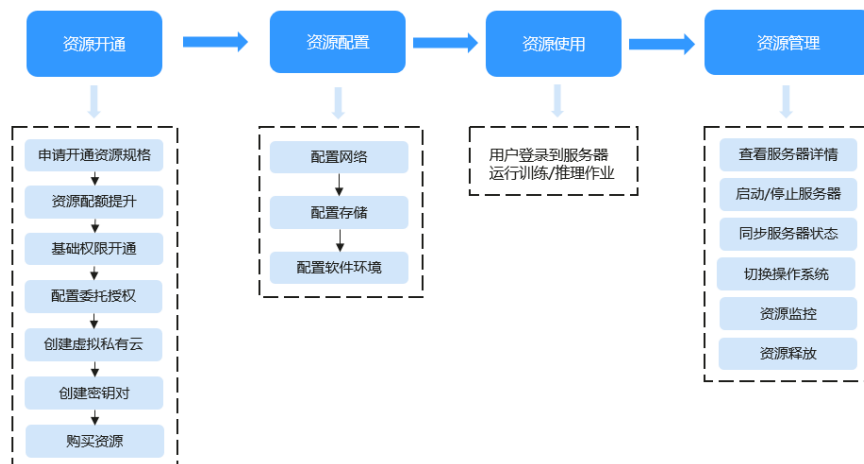 资源开通
资源配置
资源使用
资源管理
申请开通资源规格
资源配额提升
基础权限开通
配置委托授权
创建虚拟私有云
创建密钥对
购买资源
配置网络
配置存储
配置软件环境
用户登录到服务器
运行训练/推理作业
查看服务器详情
启动/停止服务器
同步服务器状态
切换操作系统
资源监控
资源释放